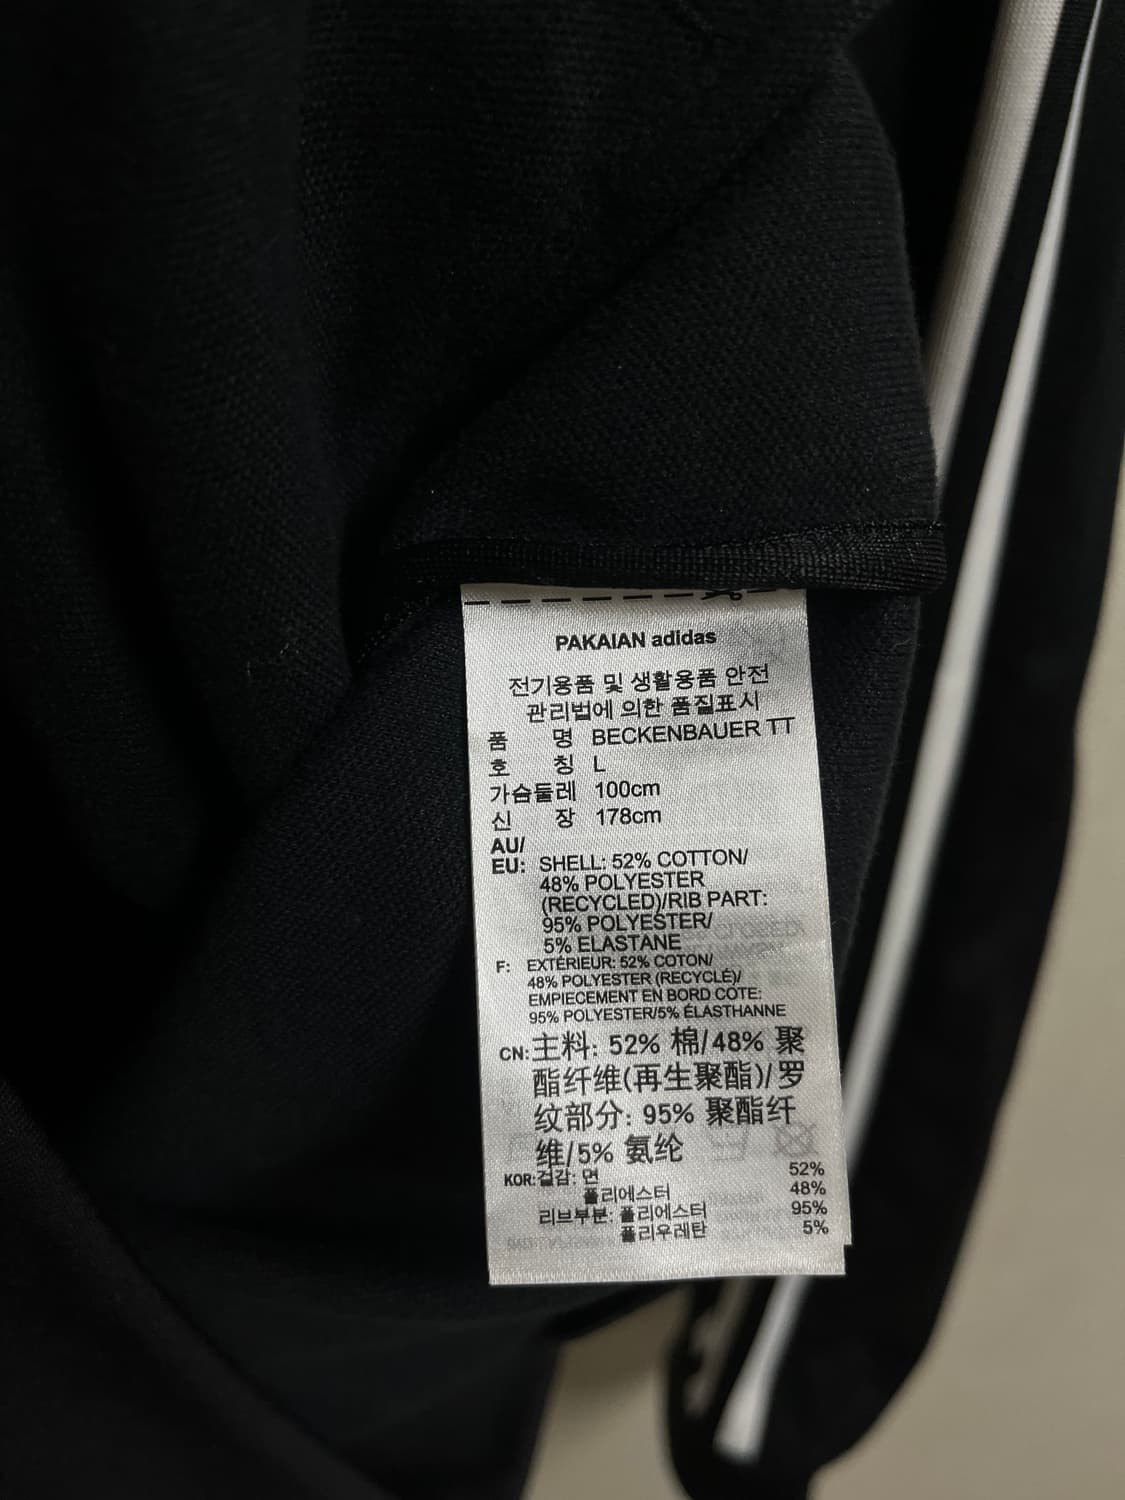 PAKAIAN adidas
전기용품 및 생활용품 안전
관리법에 의한 품질표시
품 명 BECKENBAUER TT
호 칭 L
가슴둘레 100cm
신 장 178cm
AU/
EU: SHELL: 52% COTTON/
48% POLYESTER
(RECYCLED)/RIB PART:
95% POLYESTER/
5% ELASTANE
F: EXTÉRIEUR: 52% COTON/
48% POLYESTER (RECYCLÉ)/
EMPIECEMENT EN BORD COTE:
95% POLYESTER/5% ÉLASTHANNE
CN:主料: 52% 棉/48% 聚
酯纤维(再生聚酯)/罗
纹部分: 95% 聚酯纤
维/5% 氨纶
KOR:겉감: 면 52%
폴리에스터 48%
리브부분: 폴리에스터 95%
폴리우레탄 5%